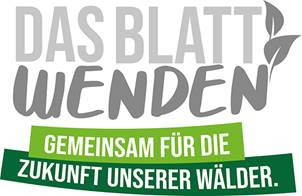 DAS BLATT
WENDEN
GEMEINSAM FÜR DIE
ZUKUNFT UNSERER WÄLDER.